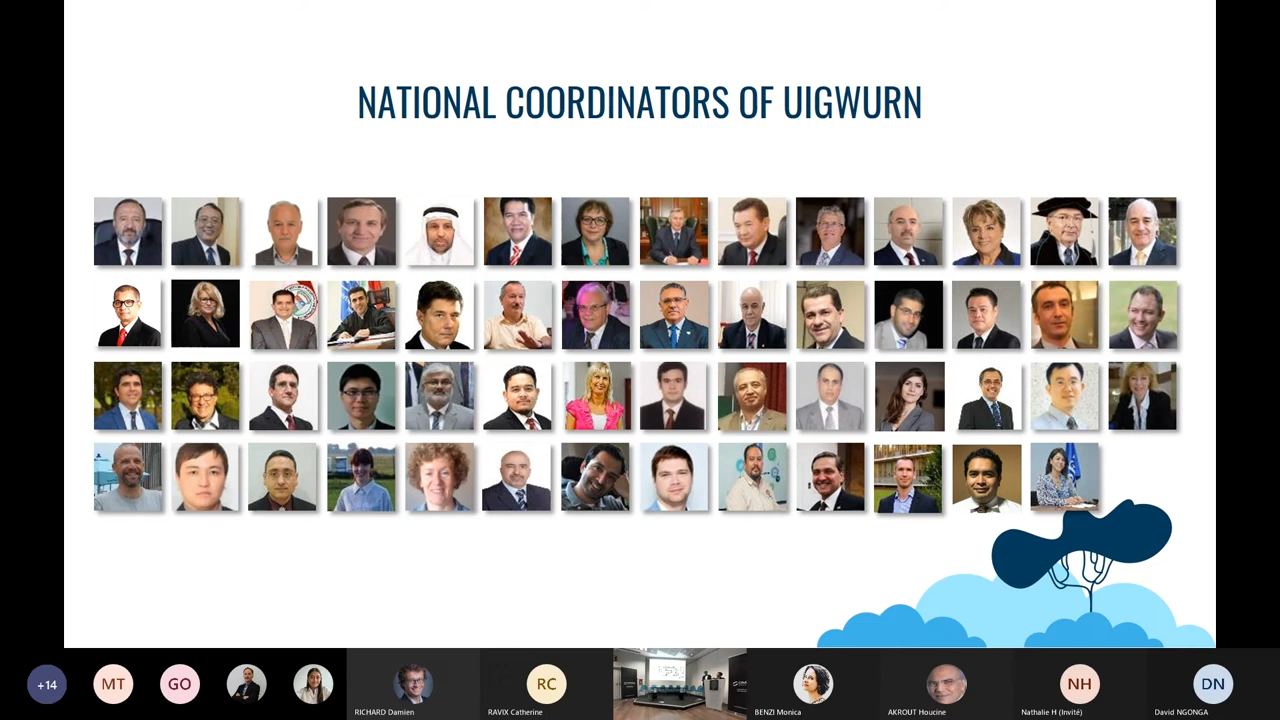 NATIONAL COORDINATORS OF UIGWURN
+14
MT
GO
RC
NH
DN
RICHARD Damien
RAVIX Catherine
BENZI Monica
AKROUT Houcine
Nathalie H (Invité)
David NGONGA